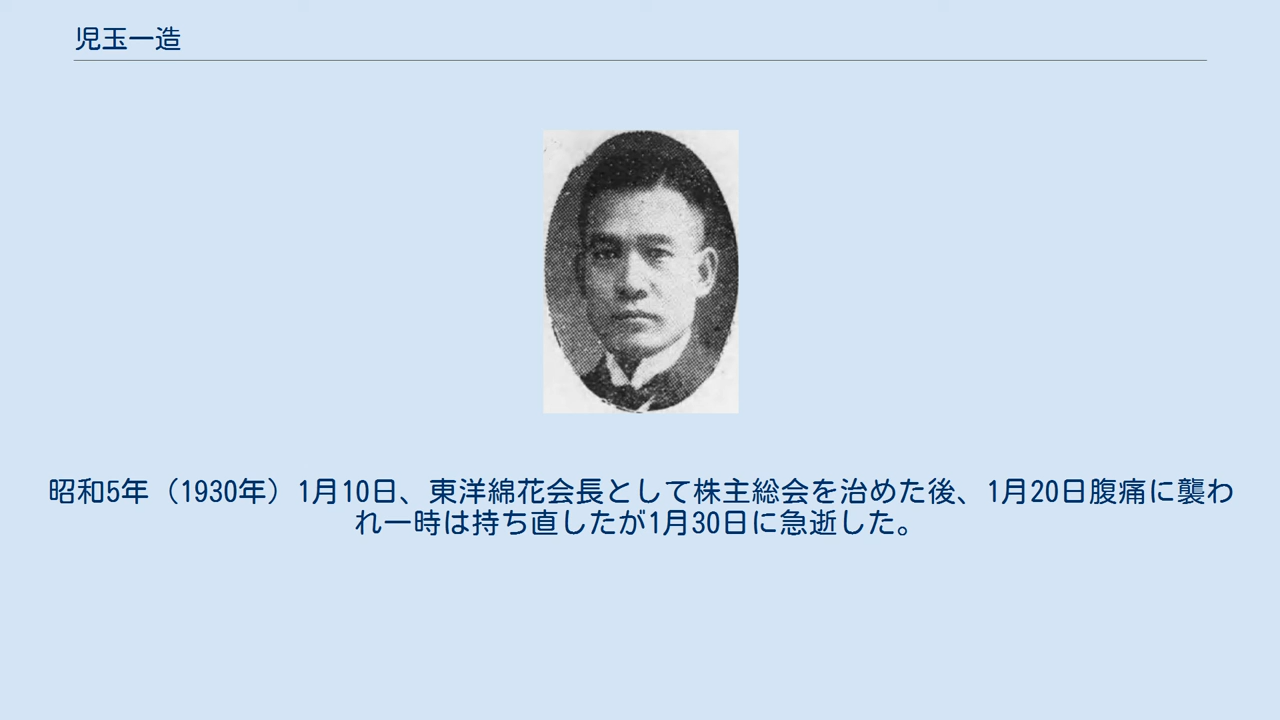 児玉一造
昭和5年（1930年）1月10日、東洋綿花会長として株主総会を治めた後、1月20日腹痛に襲わ
れ一時は持ち直したが1月30日に急逝した。